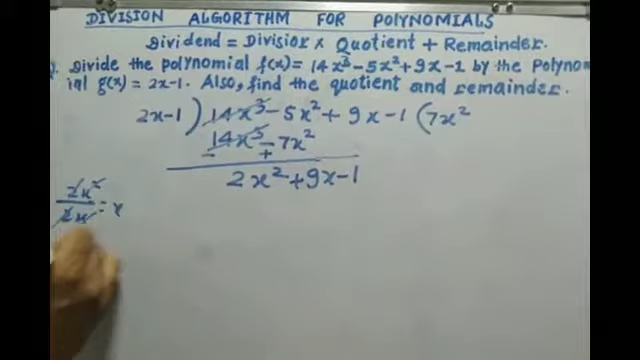 DIVISION ALGORITHM FOR POLYNOMIALS
Dividend = Divisior × Quotient + Remainder.
Divide the polynomial f(x) = 14x³ - 5x² + 9x - 1 by the Polynom
ial g(x) = 2x-1. Also, find the quotient and remainder.
2x-1 ) 14x³ - 5x² + 9x - 1 ( 7x²
14x³ - 7x²
- +
2x² + 9x - 1
2x²/2x = x